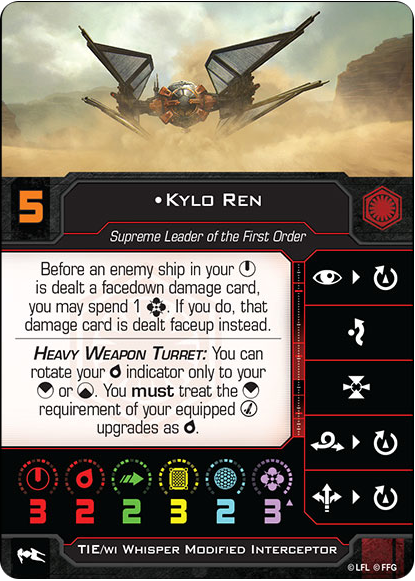 5
•Kylo Ren
Supreme Leader of the First Order
Before an enemy ship in your
is dealt a facedown damage card,
you may spend 1 . If you do, that
damage card is dealt faceup instead.
Heavy Weapon Turret: You can
rotate your indicator only to your
or . You must treat the
requirement of your equipped
upgrades as .
3 2 2 3 2 3
TIE/wi Whisper Modified Interceptor
©LFL ©FFG